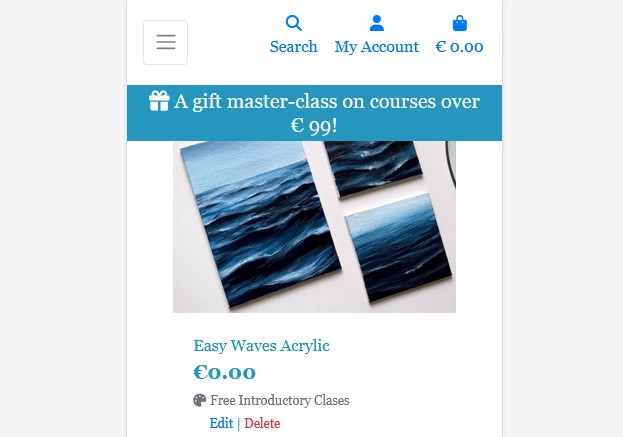 Search My Account € 0.00
A gift master-class on courses over
€ 99!
Easy Waves Acrylic
€0.00
Free Introductory Clases
Edit | Delete